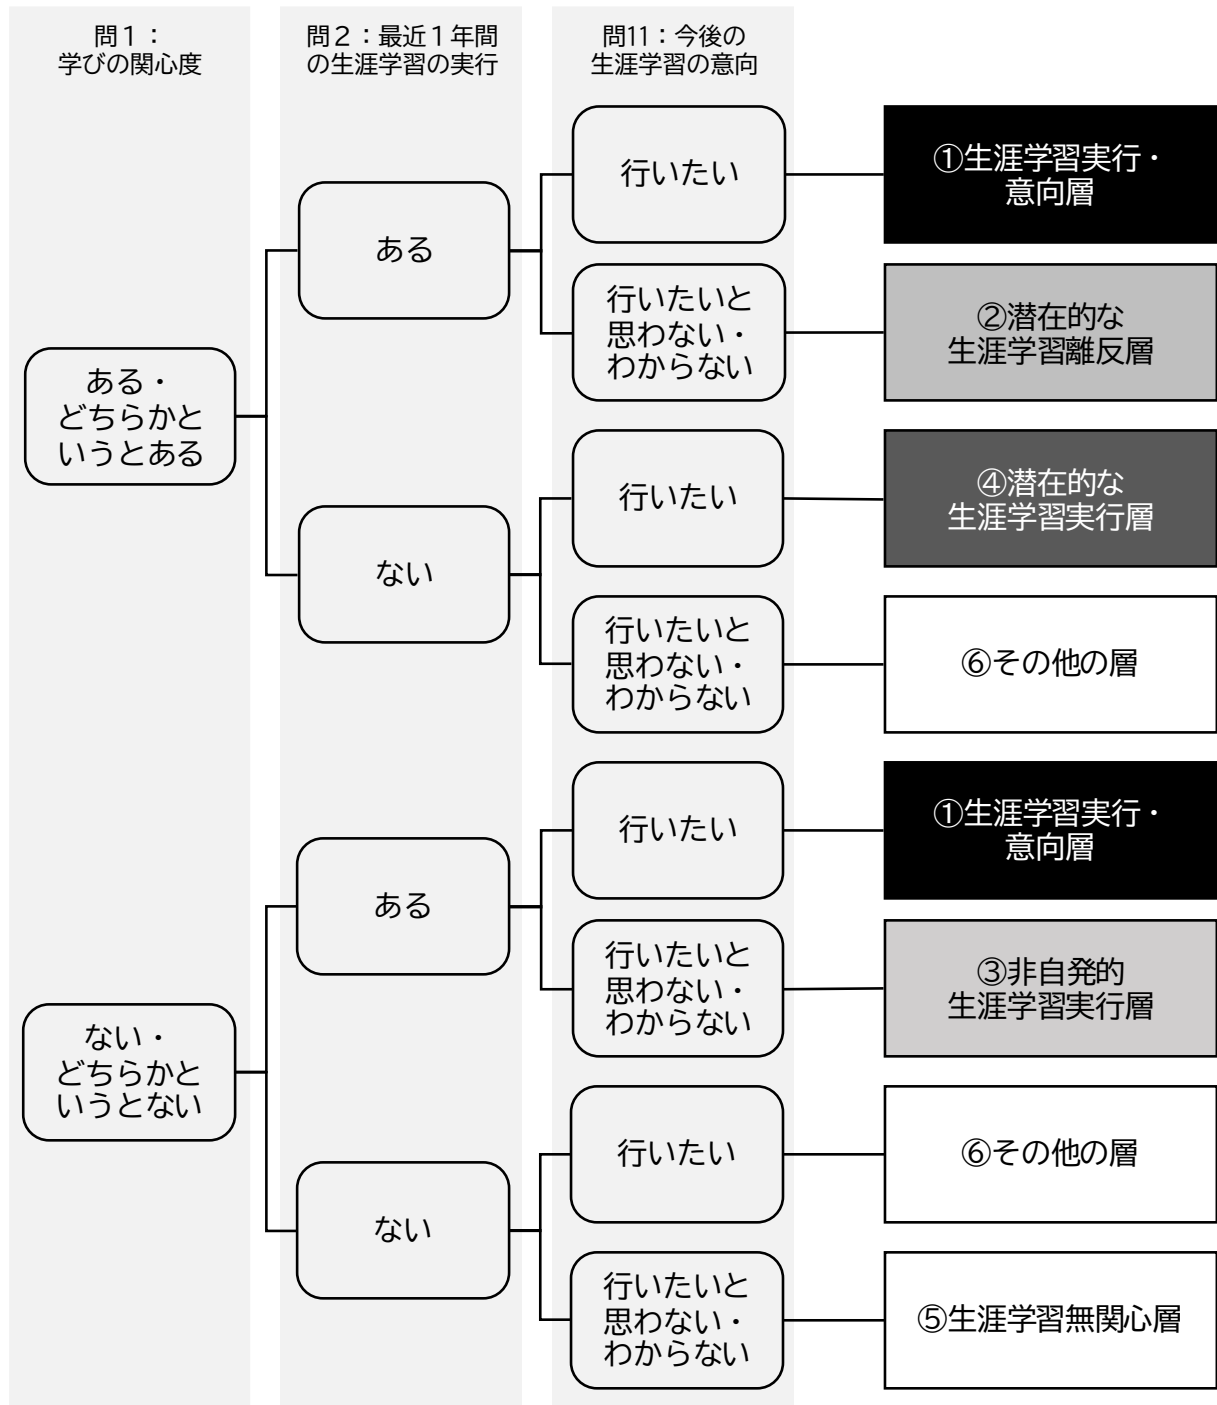 問１：
学びの関心度
問２：最近１年間
の生涯学習の実行
問11：今後の
生涯学習の意向
ある・
どちらかと
いうとある
ある
行いたい
①生涯学習実行・
意向層
行いたいと
思わない・
わからない
②潜在的な
生涯学習離反層
ない
行いたい
④潜在的な
生涯学習実行層
行いたいと
思わない・
わからない
⑥その他の層
ない・
どちらかと
いうとない
ある
行いたい
①生涯学習実行・
意向層
行いたいと
思わない・
わからない
③非自発的
生涯学習実行層
ない
行いたい
⑥その他の層
行いたいと
思わない・
わからない
⑤生涯学習無関心層